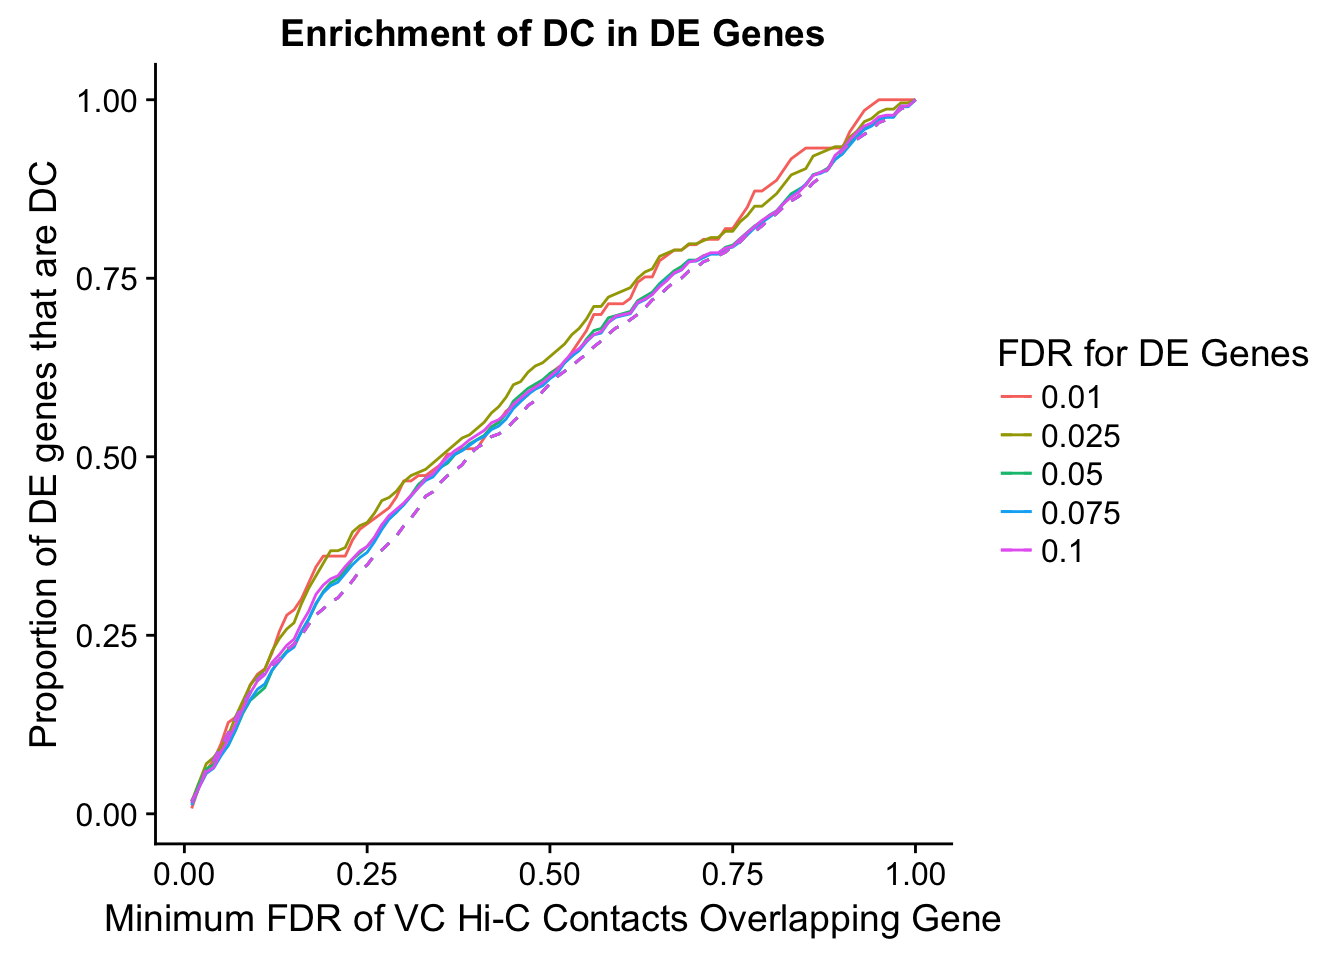 Enrichment of DC in DE Genes
Proportion of DE genes that are DC
1.00
0.75
0.50
0.25
0.00
0.00 0.25 0.50 0.75 1.00
Minimum FDR of VC Hi-C Contacts Overlapping Gene
FDR for DE Genes
0.01
0.025
0.05
0.075
0.1